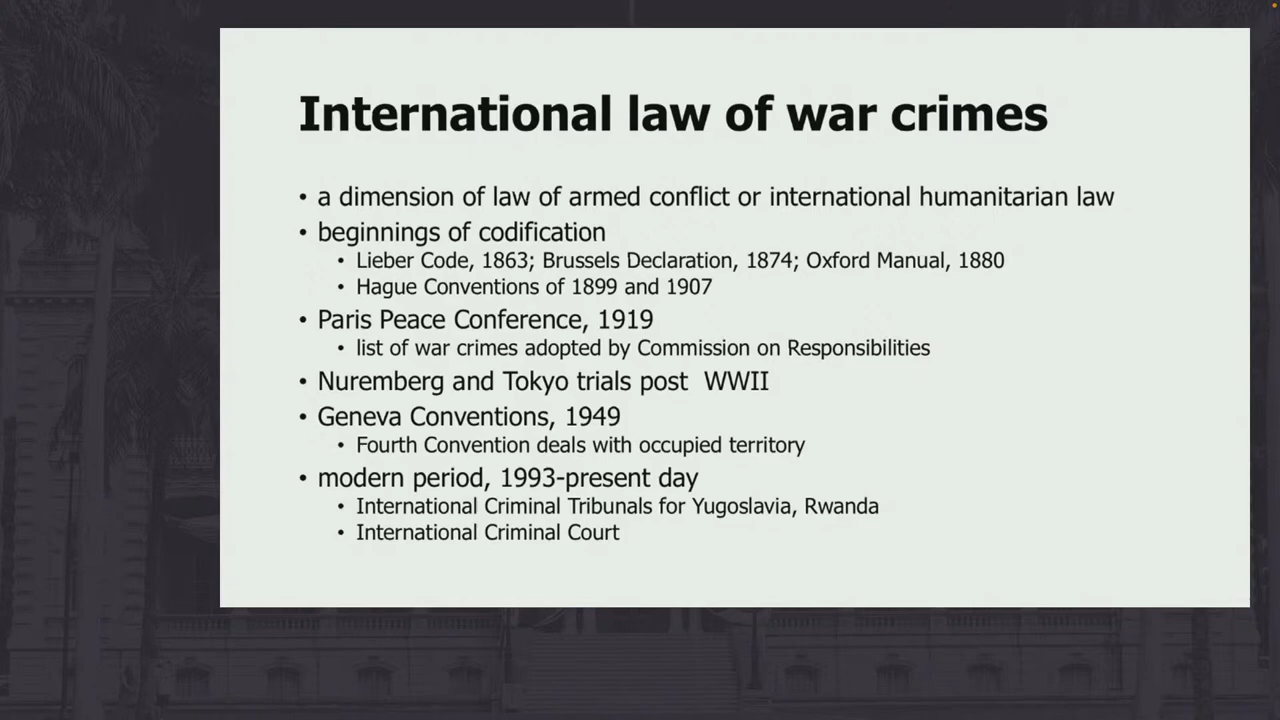 International law of war crimes
• a dimension of law of armed conflict or international humanitarian law
• beginnings of codification
• Lieber Code, 1863; Brussels Declaration, 1874; Oxford Manual, 1880
• Hague Conventions of 1899 and 1907
• Paris Peace Conference, 1919
• list of war crimes adopted by Commission on Responsibilities
• Nuremberg and Tokyo trials post  WWII
• Geneva Conventions, 1949
• Fourth Convention deals with occupied territory
• modern period, 1993-present day
• International Criminal Tribunals for Yugoslavia, Rwanda
• International Criminal Court